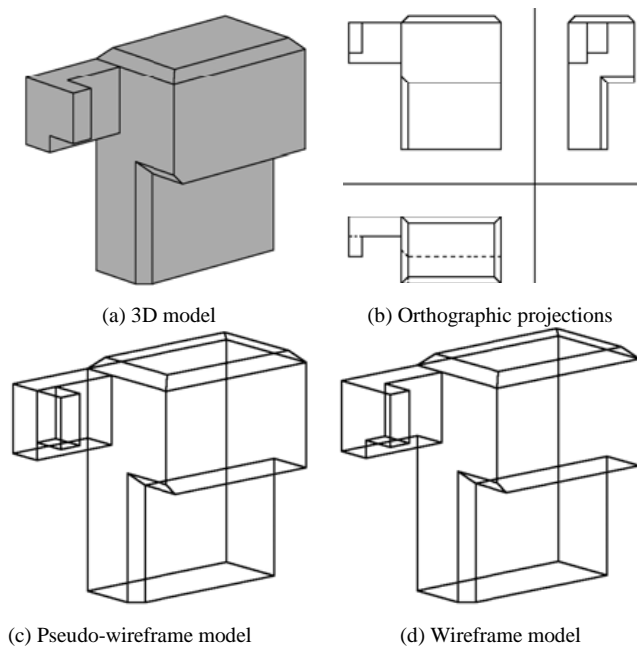 (a) 3D model
(b) Orthographic projections
(c) Pseudo-wireframe model
(d) Wireframe model